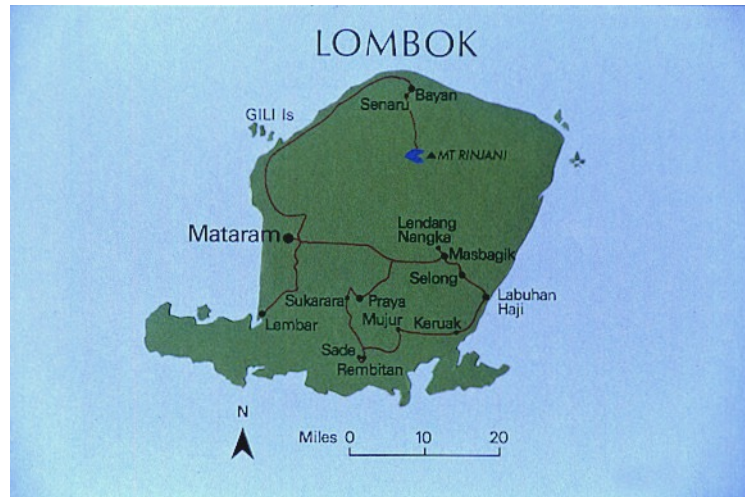 LOMBOK
Bayan
Senaru
GILI Is
MT RINJANI
Mataram
Lendang
Nangka
Masbagik
Selong
Labuhan
Haji
Sukarara
Praya
Lembar
Mujur
Keruak
Sade
Rembitan
N
Miles 0 10 20